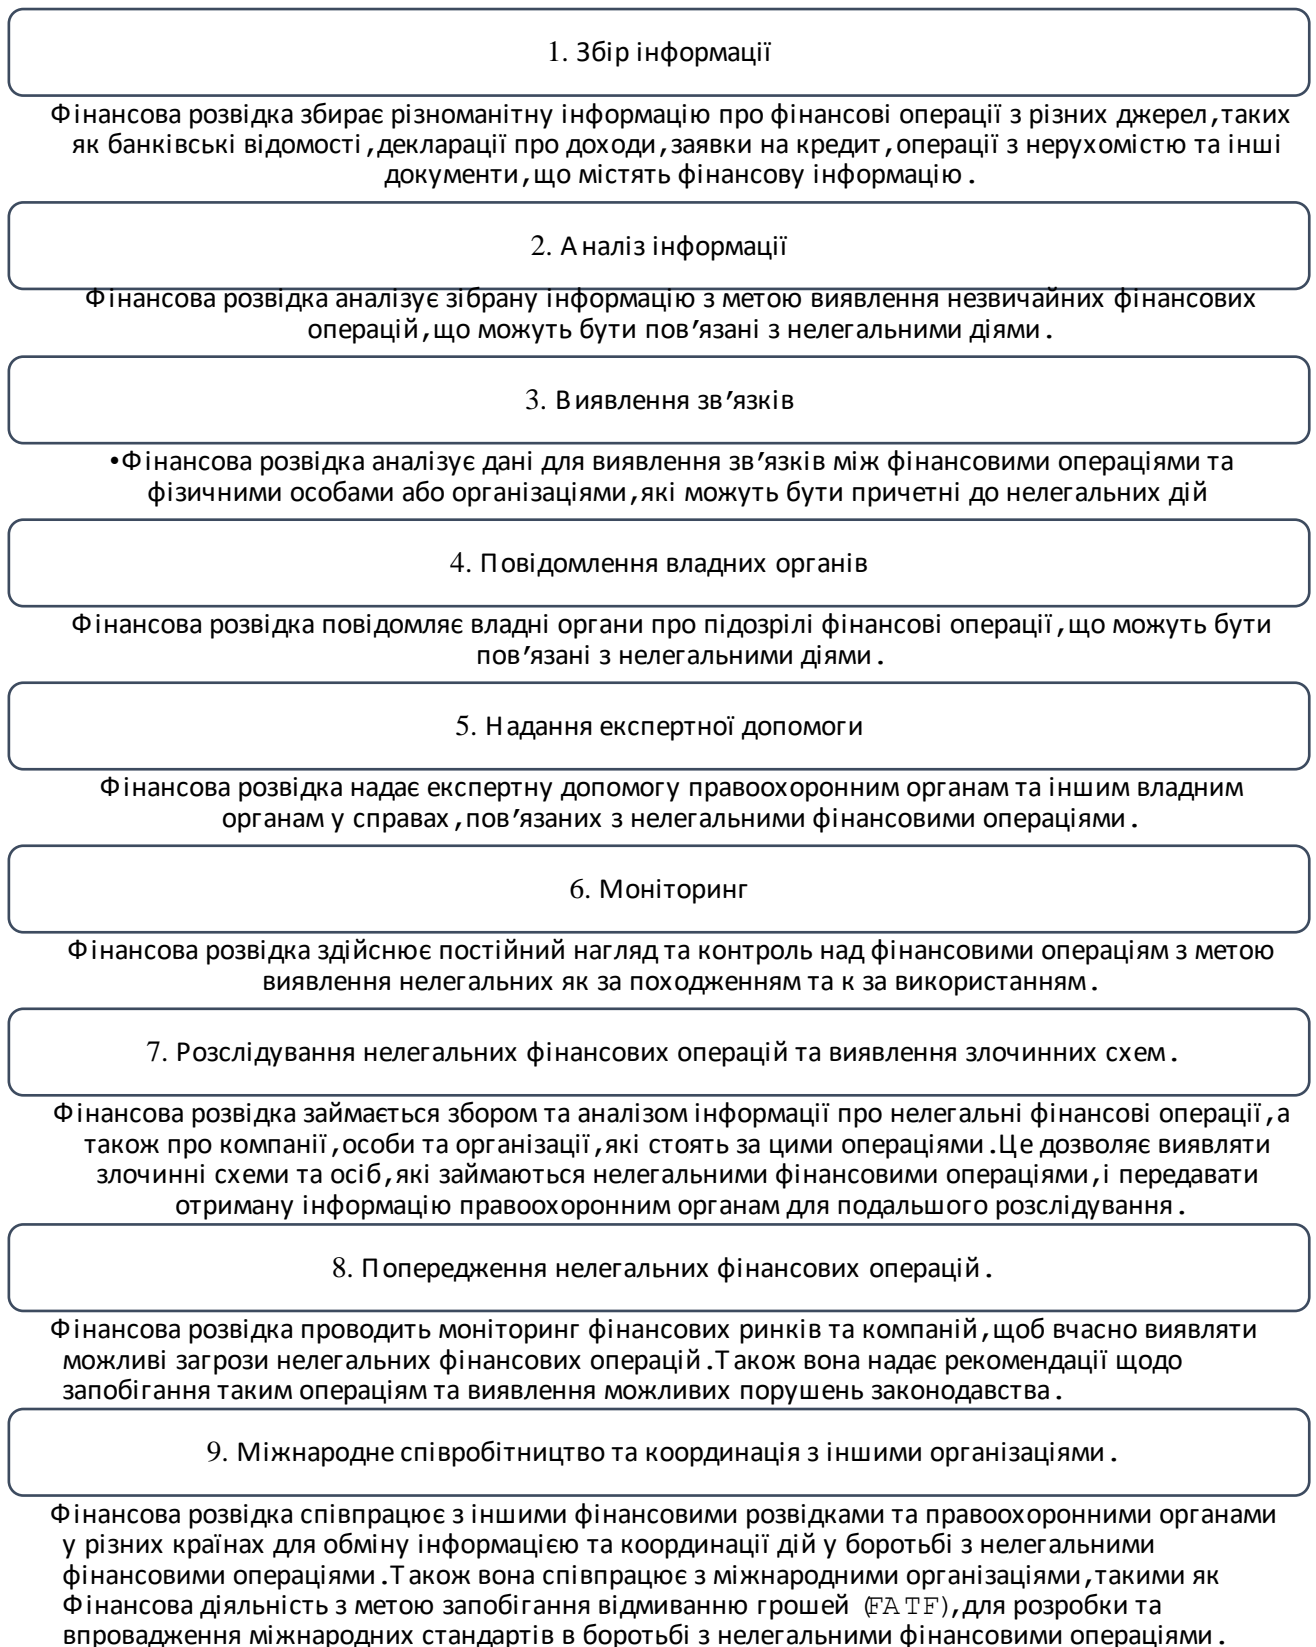 1. Збір інформації
Фінансова розвідка збирає різноманітну інформацію про фінансові операції з різних джерел, таких
як банківські відомості, декларації про доходи, заявки на кредит, операції з нерухомістю та інші
документи, що містять фінансову інформацію.
2. Аналіз інформації
Фінансова розвідка аналізує зібрану інформацію з метою виявлення незвичайних фінансових
операцій, що можуть бути пов’язані з нелегальними діями.
3. Виявлення зв’язків
•Фінансова розвідка аналізує дані для виявлення зв’язків між фінансовими операціями та
фізичними особами або організаціями, які можуть бути причетні до нелегальних дій
4. Повідомлення владних органів
Фінансова розвідка повідомляє владні органи про підозрілі фінансові операції, що можуть бути
пов’язані з нелегальними діями.
5. Надання експертної допомоги
Фінансова розвідка надає експертну допомогу правоохоронним органам та іншим владним
органам у справах, пов’язаних з нелегальними фінансовими операціями.
6. Моніторинг
Фінансова розвідка здійснює постійний нагляд та контроль над фінансовими операціям з метою
виявлення нелегальних як за походженням та к за використанням.
7. Розслідування нелегальних фінансових операцій та виявлення злочинних схем.
Фінансова розвідка займається збором та аналізом інформації про нелегальні фінансові операції, а
також про компанії, особи та організації, які стоять за цими операціями. Це дозволяє виявляти
злочинні схеми та осіб, які займаються нелегальними фінансовими операціями, і передавати
отриману інформацію правоохоронним органам для подальшого розслідування.
8. Попередження нелегальних фінансових операцій.
Фінансова розвідка проводить моніторинг фінансових ринків та компаній, щоб вчасно виявляти
можливі загрози нелегальних фінансових операцій. Також вона надає рекомендації щодо
запобігання таким операціям та виявлення можливих порушень законодавства.
9. Міжнародне співробітництво та координація з іншими організаціями.
Фінансова розвідка співпрацює з іншими фінансовими розвідками та правоохоронними органами
у різних країнах для обміну інформацією та координації дій у боротьбі з нелегальними
фінансовими операціями. Також вона співпрацює з міжнародними організаціями, такими як
Фінансова діяльність з метою запобігання відмиванню грошей (FATF), для розробки та
впровадження міжнародних стандартів в боротьбі з нелегальними фінансовими операціями.